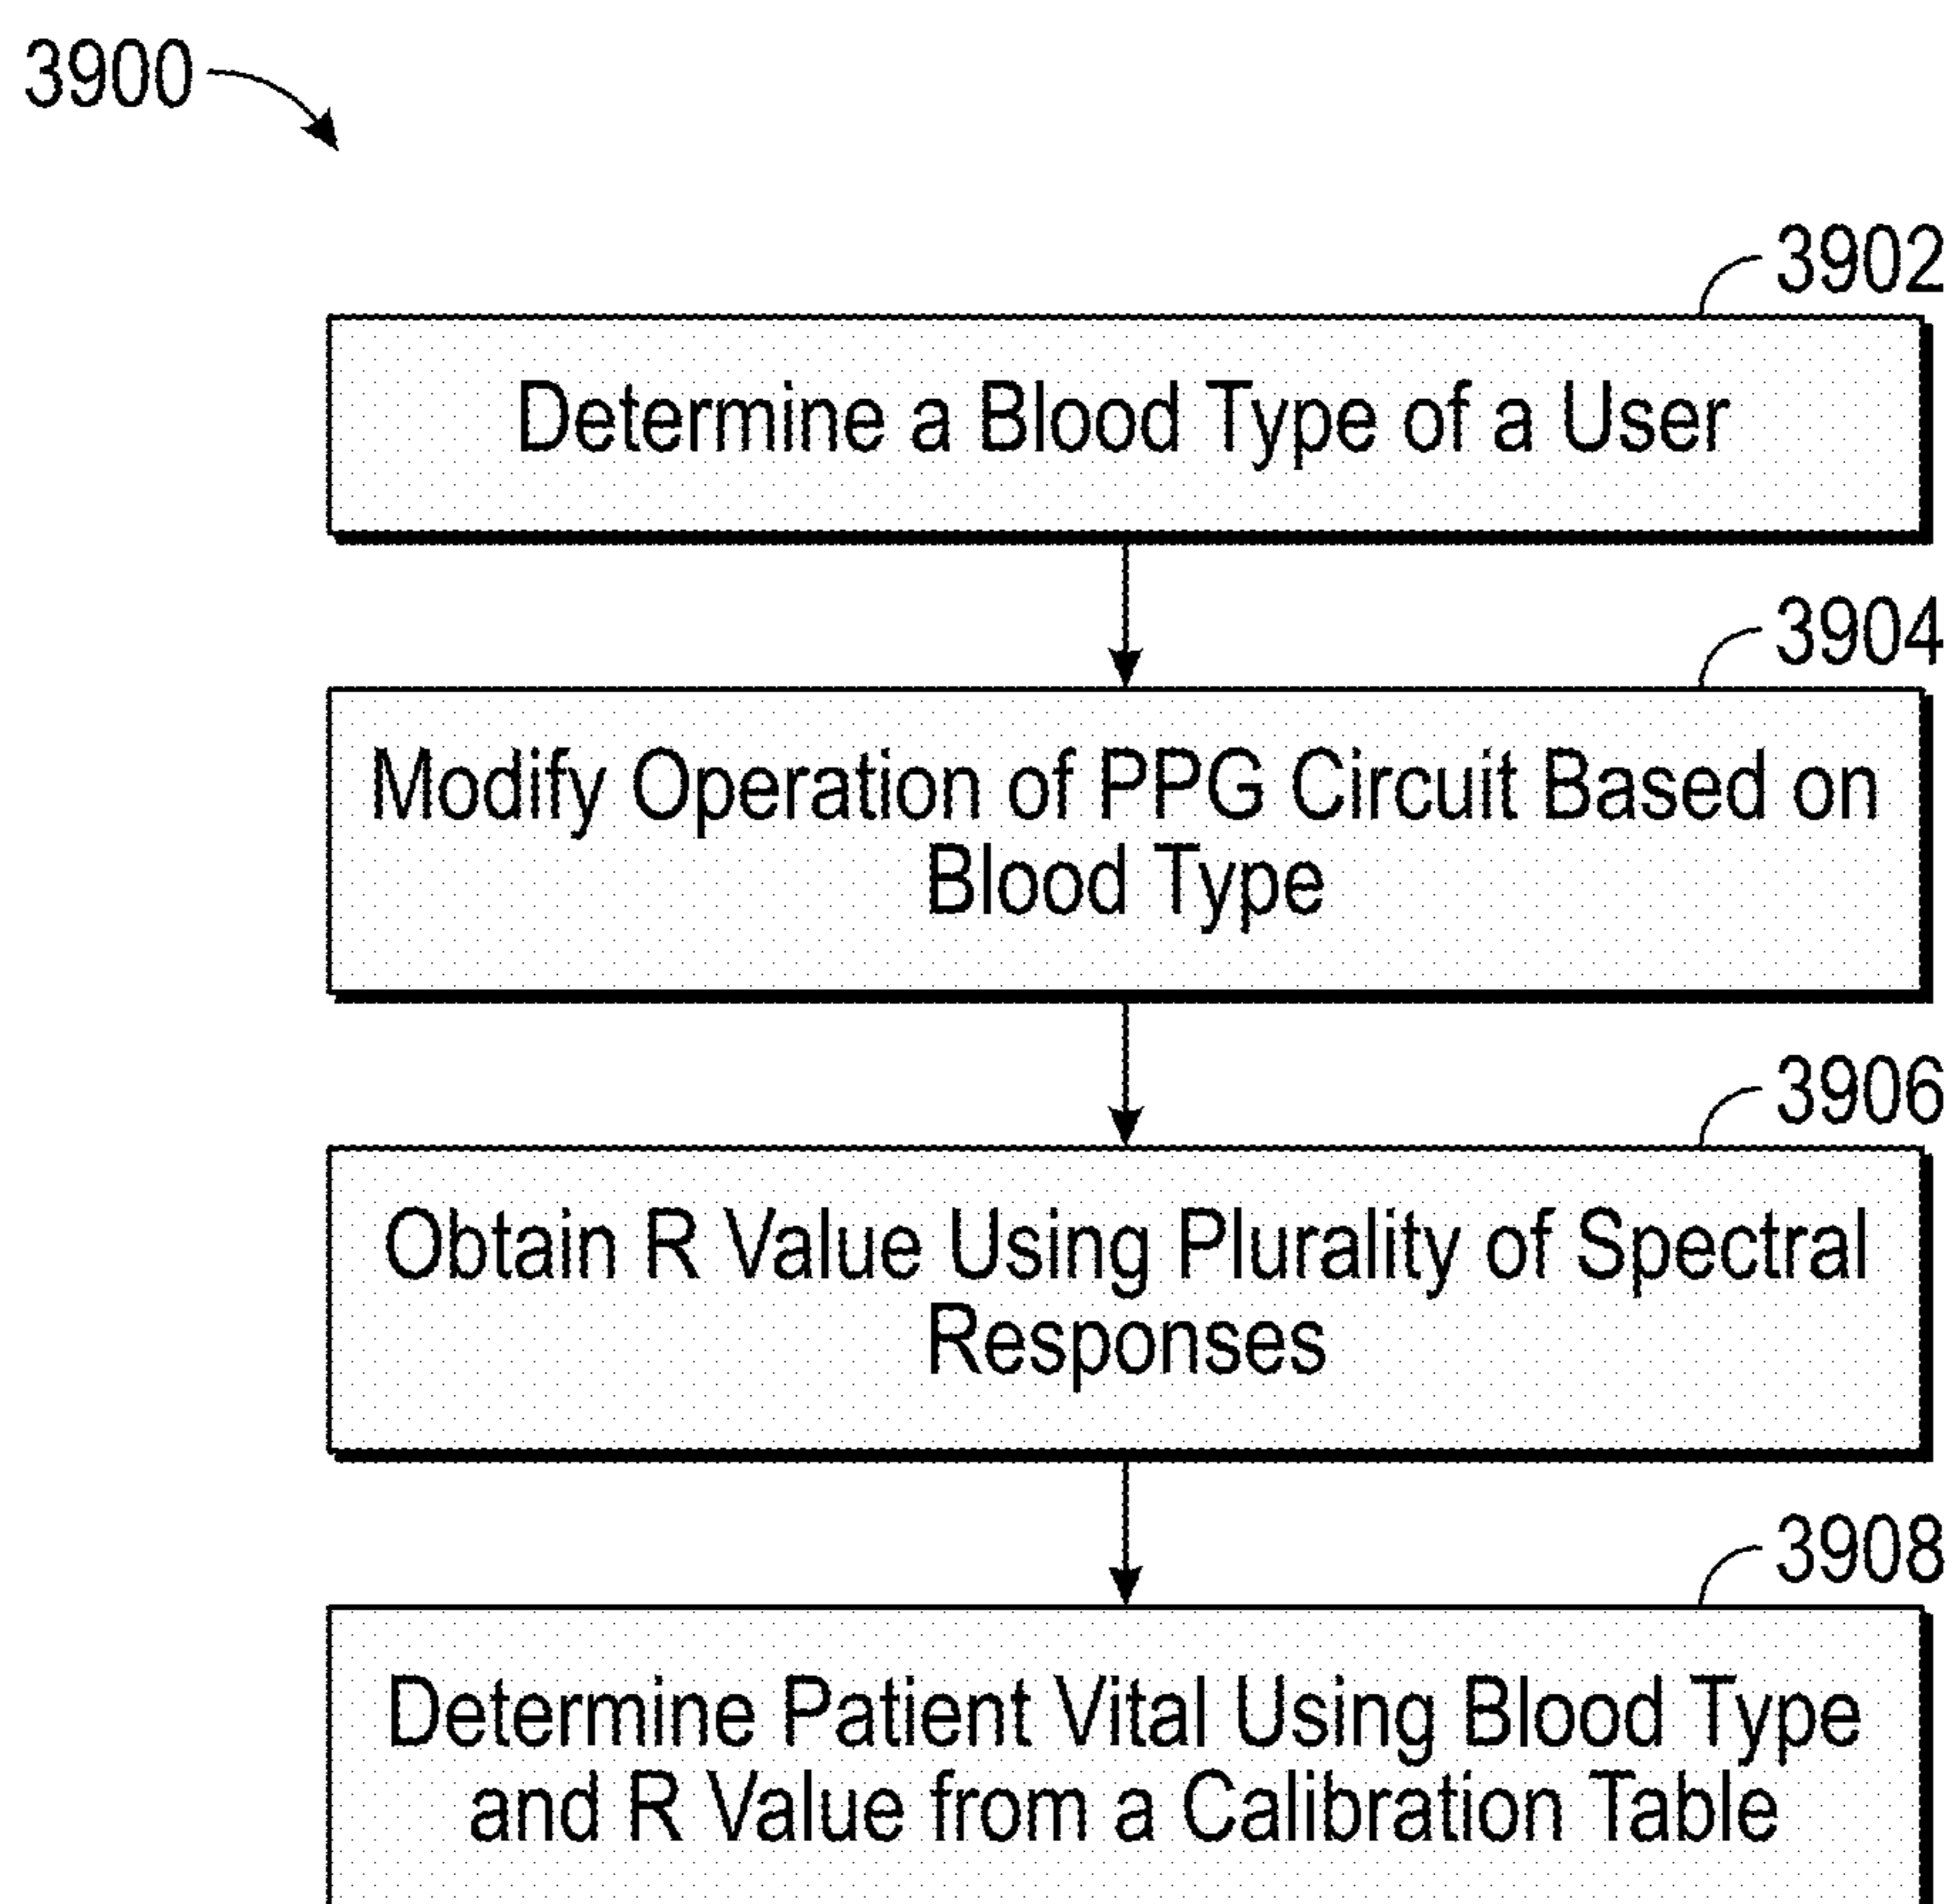 3900
3902
Determine a Blood Type of a User
3904
Modify Operation of PPG Circuit Based on
Blood Type
3906
Obtain R Value Using Plurality of Spectral
Responses
3908
Determine Patient Vital Using Blood Type
and R Value from a Calibration Table